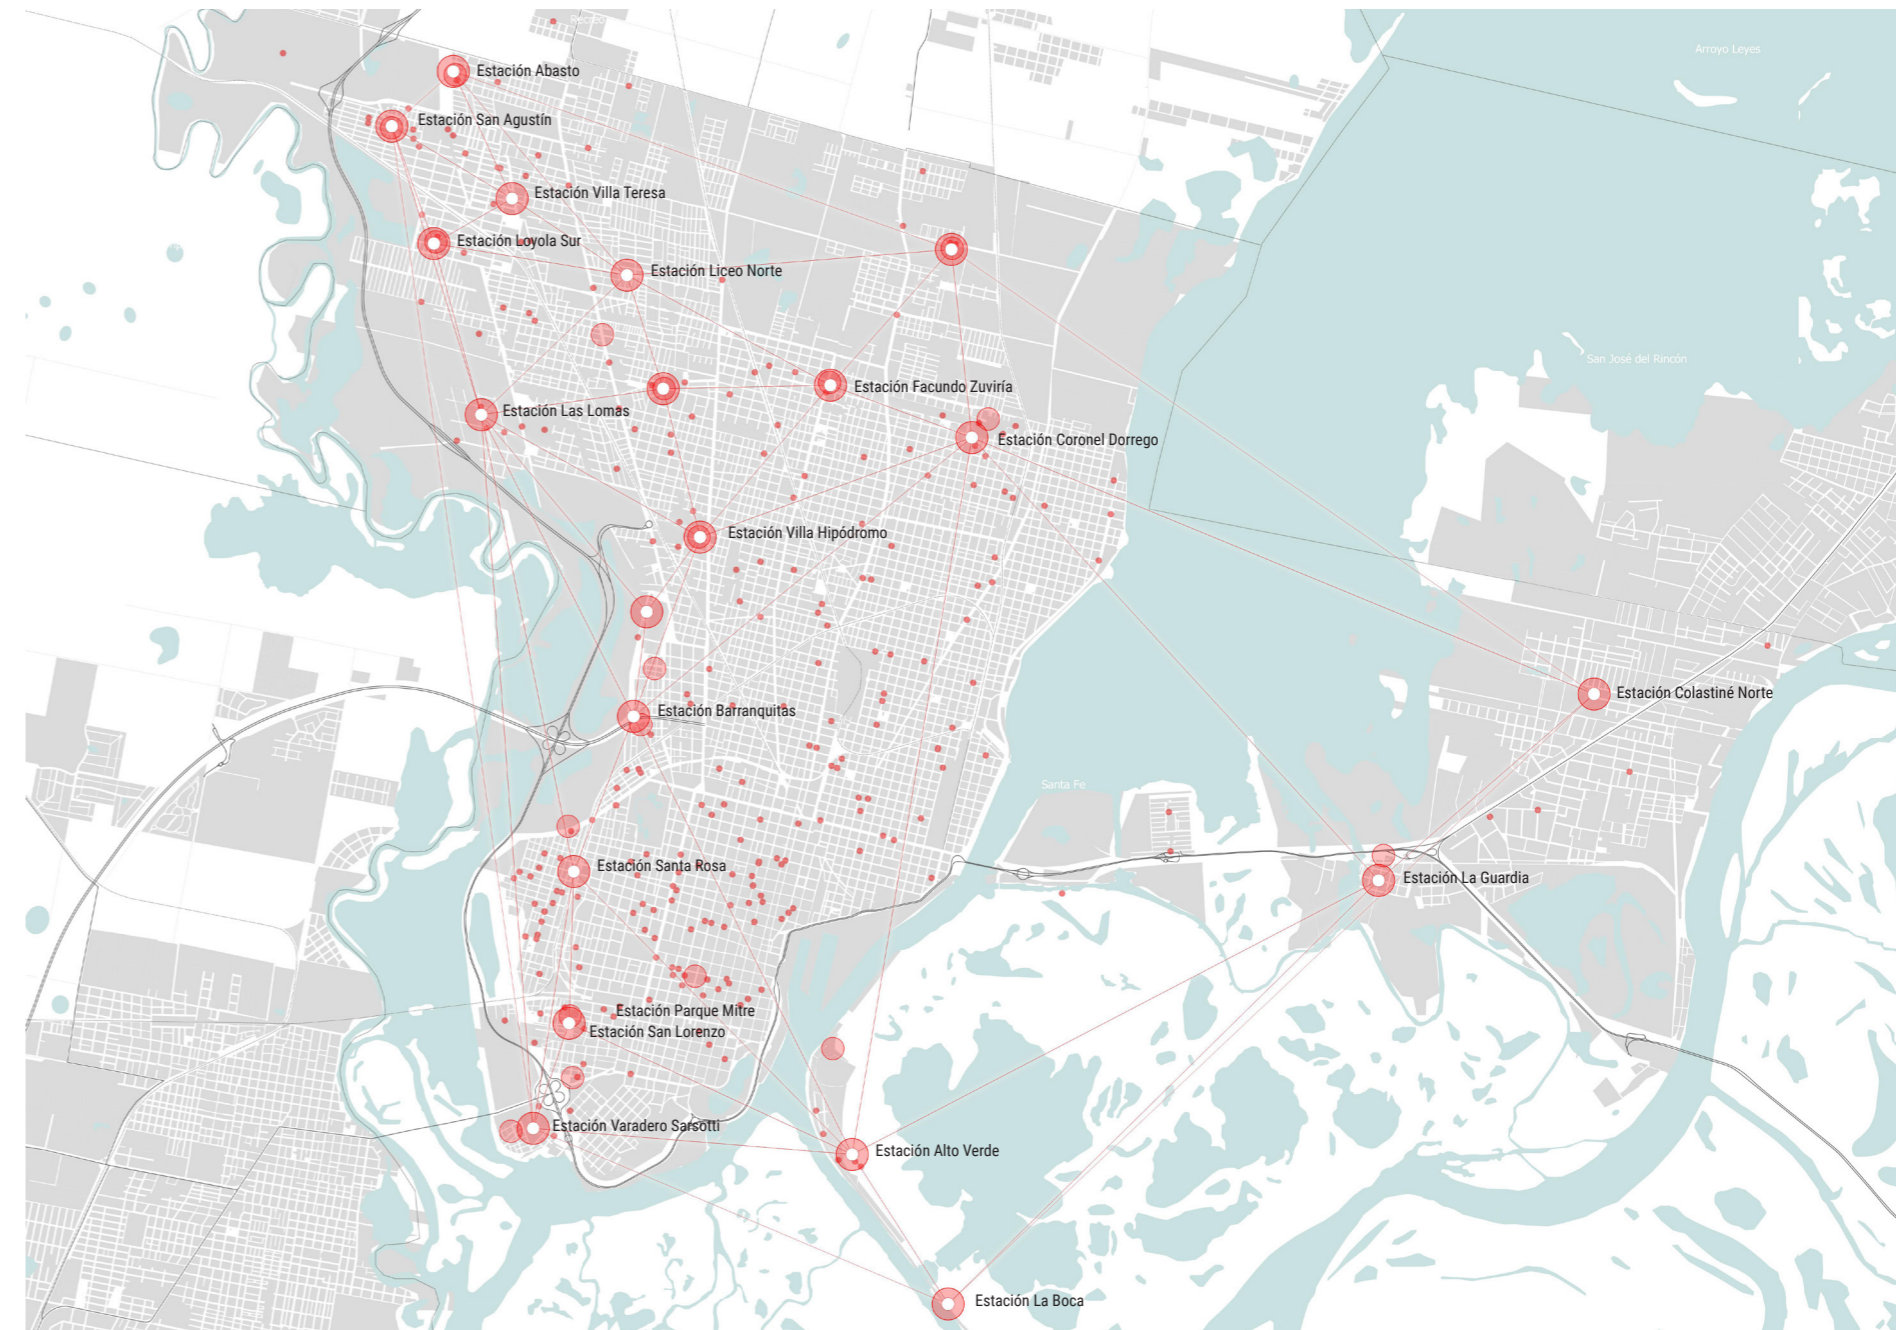 Recreo
Arroyo Leyes
Estación Abasto
Estación San Agustín
Estación Villa Teresa
Estación Loyola Sur
Estación Liceo Norte
San José del Rincón
Estación Facundo Zuviría
Estación Las Lomas
Estación Coronel Dorrego
Estación Villa Hipódromo
Estación Colastiné Norte
Estación Barranquitas
Santa Fe
Estación Santa Rosa
Estación La Guardia
Estación Parque Mitre
Estación San Lorenzo
Estación Varadero Sarsotti
Estación Alto Verde
Estación La Boca